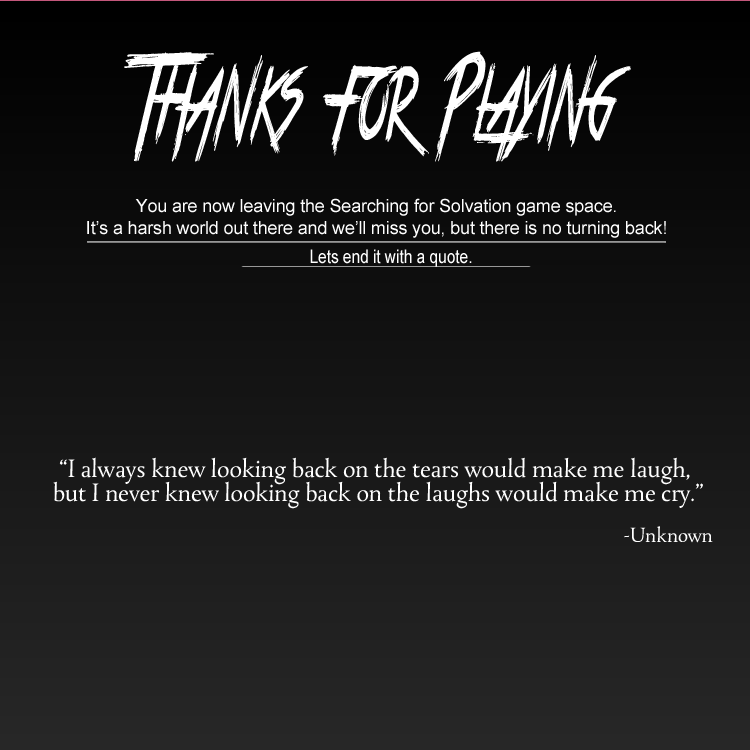 THANKS FOR PLAYING
You are now leaving the Searching for Solvation game space.
It's a harsh world out there and we'll miss you, but there is no turning back!
Lets end it with a quote.
“I always knew looking back on the tears would make me laugh,
but I never knew looking back on the laughs would make me cry.”
-Unknown